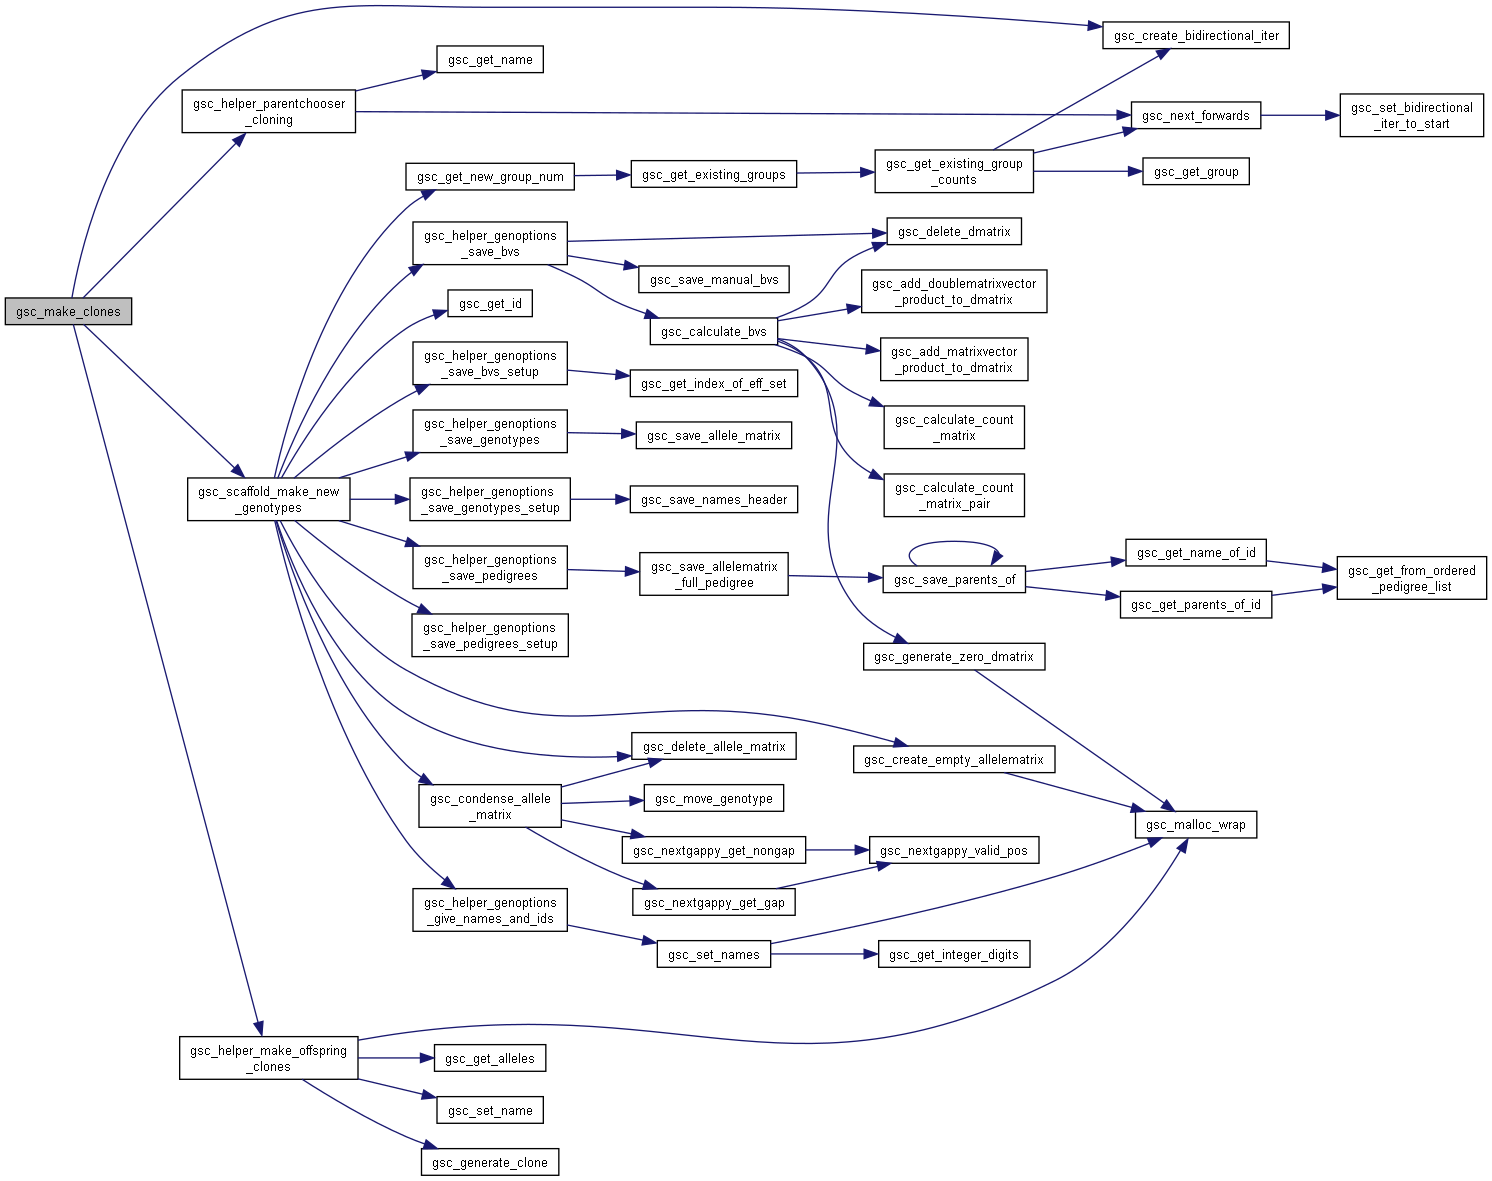 gsc_make_clones
gsc_create_bidirectional_iter
gsc_helper_parentchooser
_cloning
gsc_get_name
gsc_next_forwards
gsc_set_bidirectional
_iter_to_start
gsc_scaffold_make_new
_genotypes
gsc_get_new_group_num
gsc_get_existing_groups
gsc_get_existing_group
_counts
gsc_get_group
gsc_helper_genoptions
_save_bvs
gsc_delete_dmatrix
gsc_save_manual_bvs
gsc_calculate_bvs
gsc_add_doublematrixvector
_product_to_dmatrix
gsc_add_matrixvector
_product_to_dmatrix
gsc_calculate_count
_matrix
gsc_calculate_count
_matrix_pair
gsc_generate_zero_dmatrix
gsc_get_id
gsc_helper_genoptions
_save_bvs_setup
gsc_get_index_of_eff_set
gsc_helper_genoptions
_save_genotypes
gsc_save_allele_matrix
gsc_helper_genoptions
_save_genotypes_setup
gsc_save_names_header
gsc_helper_genoptions
_save_pedigrees
gsc_save_allelematrix
_full_pedigree
gsc_save_parents_of
gsc_get_name_of_id
gsc_get_parents_of_id
gsc_get_from_ordered
_pedigree_list
gsc_helper_genoptions
_save_pedigrees_setup
gsc_delete_allele_matrix
gsc_create_empty_allelematrix
gsc_condense_allele
_matrix
gsc_move_genotype
gsc_nextgappy_get_nongap
gsc_nextgappy_valid_pos
gsc_nextgappy_get_gap
gsc_malloc_wrap
gsc_helper_genoptions
_give_names_and_ids
gsc_set_names
gsc_get_integer_digits
gsc_helper_make_offspring
_clones
gsc_get_alleles
gsc_set_name
gsc_generate_clone